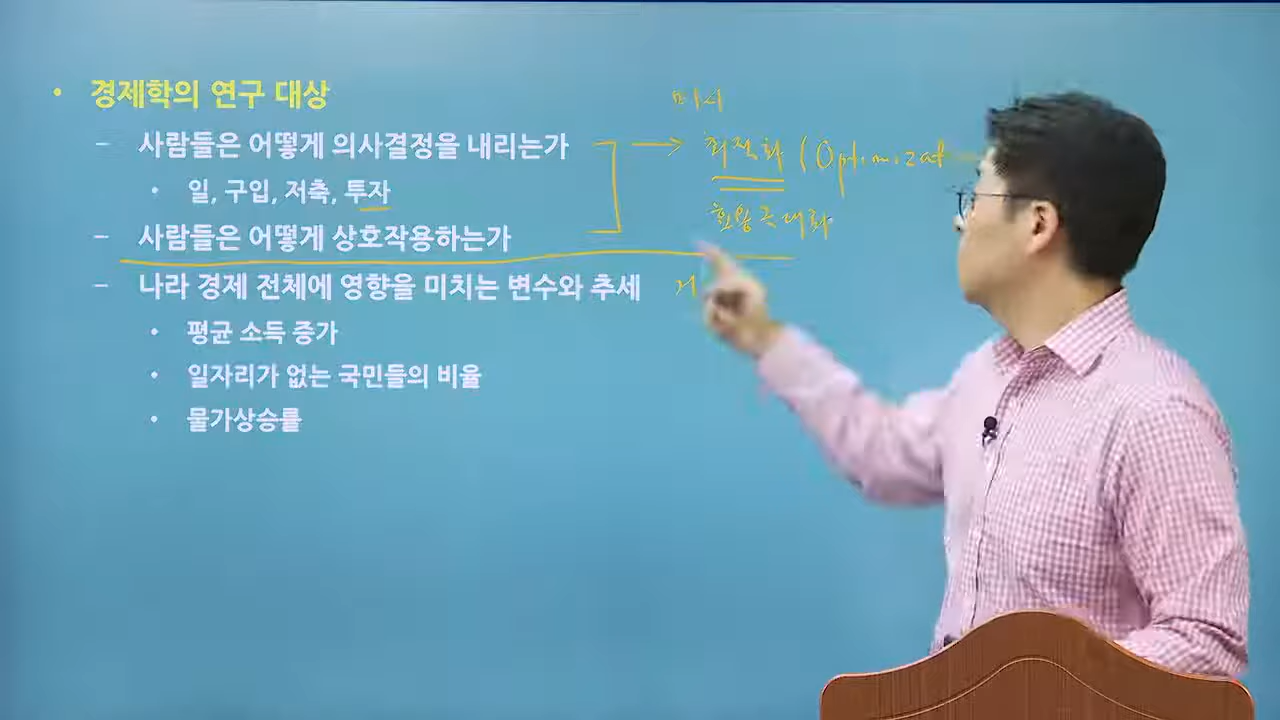 경제학의 연구 대상
사람들은 어떻게 의사결정을 내리는가
일, 구입, 저축, 투자
사람들은 어떻게 상호작용하는가
나라 경제 전체에 영향을 미치는 변수와 추세
평균 소득 증가
일자리가 없는 국민들의 비율
물가상승률
미시
최적화 (Optimizat
효용극대화
거